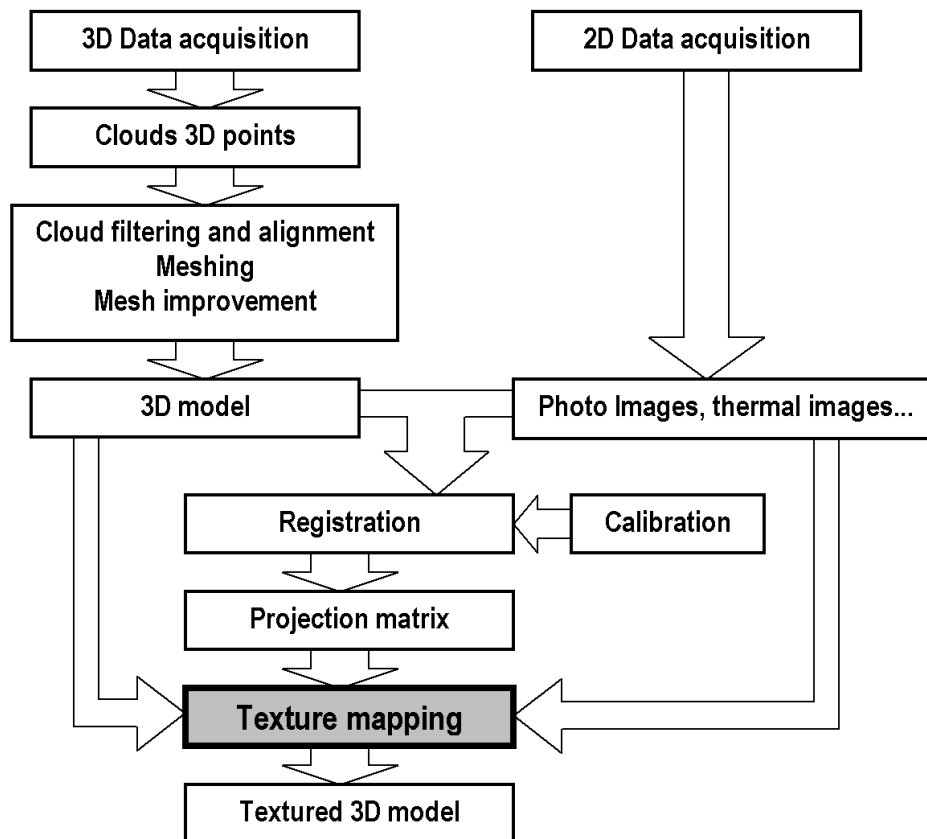 3D Data acquisition
2D Data acquisition
Clouds 3D points
Cloud filtering and alignment
Meshing
Mesh improvement
3D model
Photo Images, thermal images...
Registration
Calibration
Projection matrix
Texture mapping
Textured 3D model